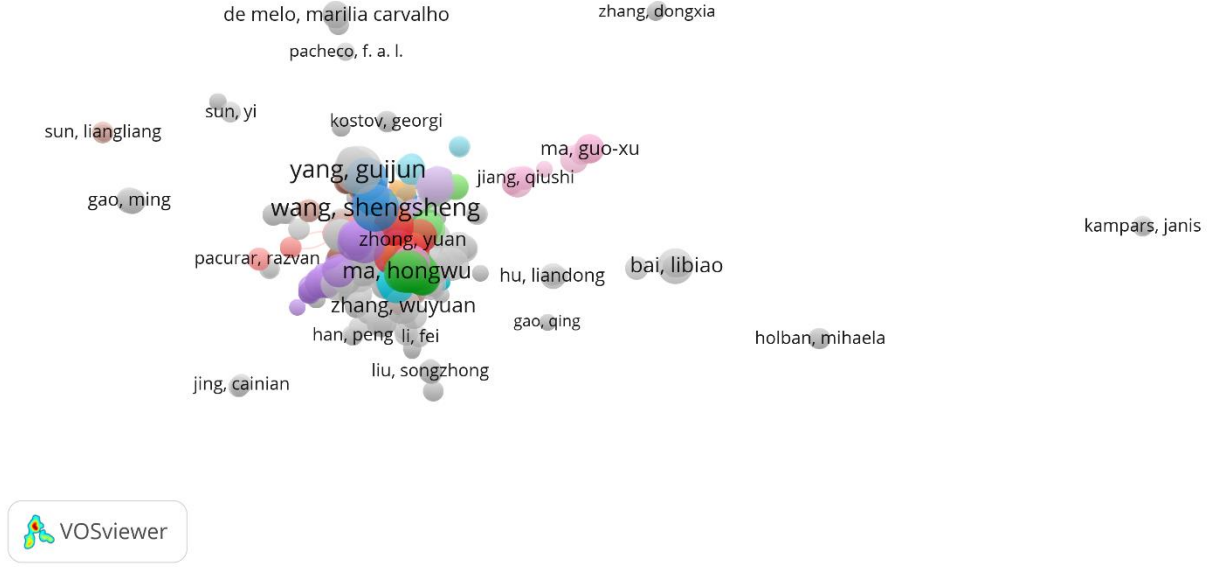 de melo, marilia carvalho
zhang, dongxia
pacheco, f. a. l.
sun, yi
kostov, georgi
sun, liangliang
ma, guo-xu
yang, guijun
jiang, qiushi
gao, ming
wang, shengsheng
kampars, janis
zhong, yuan
pacurar, razvan
ma, hongwu
hu, liandong
bai, libiao
zhang, wuyuan
gao, qing
han, peng
li, fei
holban, mihaela
liu, songzhong
jing, cainian
VOSviewer